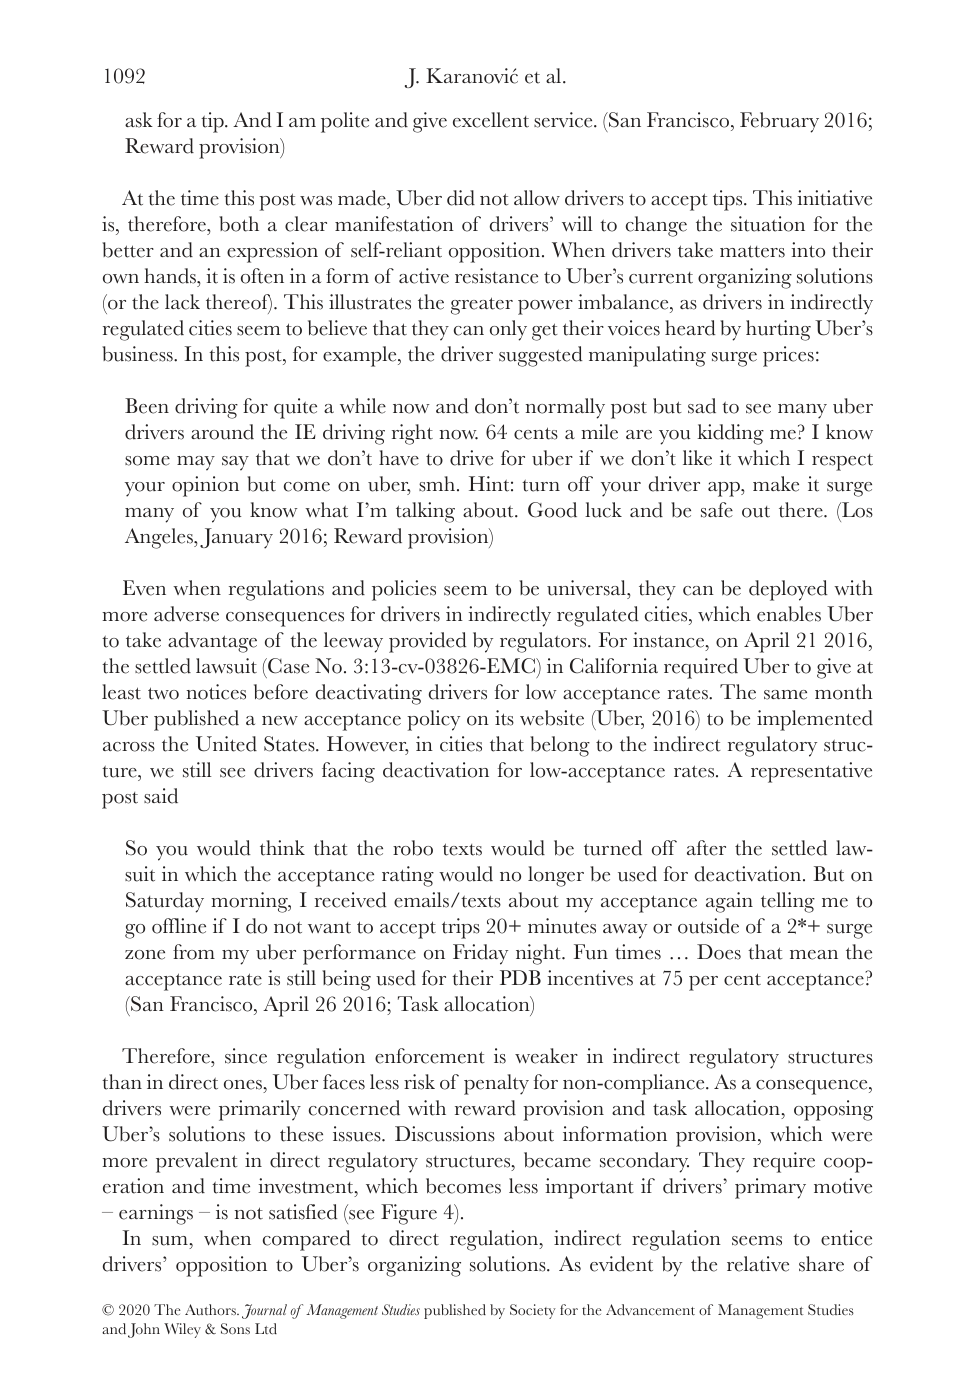 1092
J. Karanović et al.
ask for a tip. And I am polite and give excellent service. (San Francisco, February 2016;
Reward provision)
At the time this post was made, Uber did not allow drivers to accept tips. This initiative
is, therefore, both a clear manifestation of drivers’ will to change the situation for the
better and an expression of self-reliant opposition. When drivers take matters into their
own hands, it is often in a form of active resistance to Uber’s current organizing solutions
(or the lack thereof). This illustrates the greater power imbalance, as drivers in indirectly
regulated cities seem to believe that they can only get their voices heard by hurting Uber’s
business. In this post, for example, the driver suggested manipulating surge prices:
Been driving for quite a while now and don’t normally post but sad to see many uber
drivers around the IE driving right now. 64 cents a mile are you kidding me? I know
some may say that we don’t have to drive for uber if we don’t like it which I respect
your opinion but come on uber, smh. Hint: turn off your driver app, make it surge
many of you know what I’m talking about. Good luck and be safe out there. (Los
Angeles, January 2016; Reward provision)
Even when regulations and policies seem to be universal, they can be deployed with
more adverse consequences for drivers in indirectly regulated cities, which enables Uber
to take advantage of the leeway provided by regulators. For instance, on April 21 2016,
the settled lawsuit (Case No. 3:13-cv-03826-EMC) in California required Uber to give at
least two notices before deactivating drivers for low acceptance rates. The same month
Uber published a new acceptance policy on its website (Uber, 2016) to be implemented
across the United States. However, in cities that belong to the indirect regulatory struc-
ture, we still see drivers facing deactivation for low-acceptance rates. A representative
post said
So you would think that the robo texts would be turned off after the settled law-
suit in which the acceptance rating would no longer be used for deactivation. But on
Saturday morning, I received emails/texts about my acceptance again telling me to
go offline if I do not want to accept trips 20+ minutes away or outside of a 2*+ surge
zone from my uber performance on Friday night. Fun times … Does that mean the
acceptance rate is still being used for their PDB incentives at 75 per cent acceptance?
(San Francisco, April 26 2016; Task allocation)
Therefore, since regulation enforcement is weaker in indirect regulatory structures
than in direct ones, Uber faces less risk of penalty for non-compliance. As a consequence,
drivers were primarily concerned with reward provision and task allocation, opposing
Uber’s solutions to these issues. Discussions about information provision, which were
more prevalent in direct regulatory structures, became secondary. They require coop-
eration and time investment, which becomes less important if drivers’ primary motive
– earnings – is not satisfied (see Figure 4).
In sum, when compared to direct regulation, indirect regulation seems to entice
drivers’ opposition to Uber’s organizing solutions. As evident by the relative share of
© 2020 The Authors. Journal of Management Studies published by Society for the Advancement of Management Studies
and John Wiley & Sons Ltd